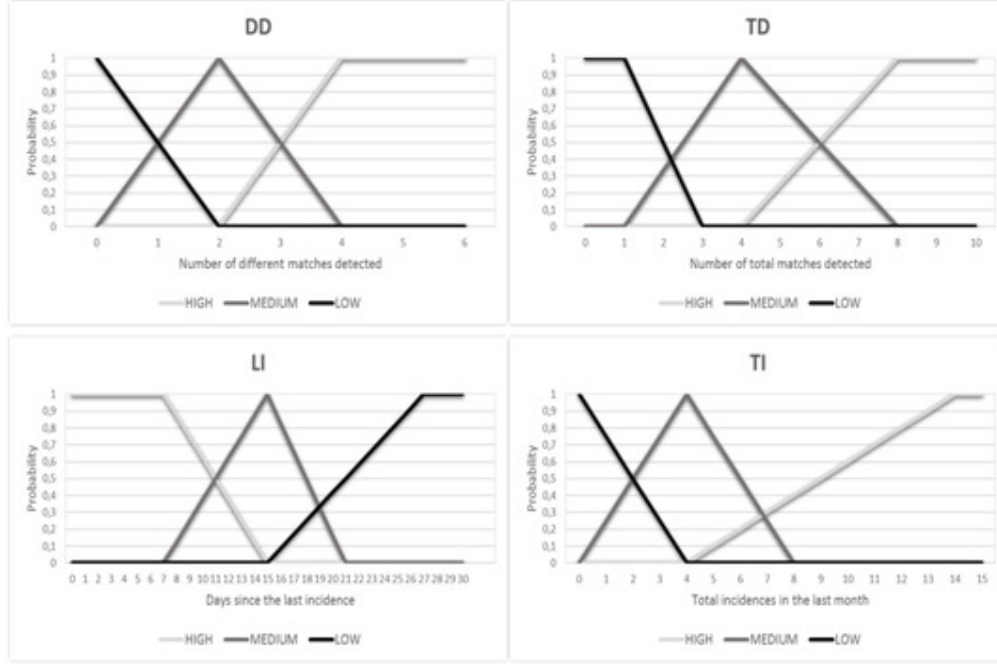 DD
1
0,9
0,8
0,7
0,6
0,5
0,4
0,3
0,2
0,1
0
Probability
0 1 2 3 4 5 6
Number of different matches detected
HIGH MEDIUM LOW
TD
1
0,9
0,8
0,7
0,6
0,5
0,4
0,3
0,2
0,1
0
Probability
0 1 2 3 4 5 6 7 8 9 10
Number of total matches detected
HIGH MEDIUM LOW
LI
1
0,9
0,8
0,7
0,6
0,5
0,4
0,3
0,2
0,1
0
Probability
0 1 2 3 4 5 6 7 8 9 10 11 12 13 14 15 16 17 18 19 20 21 22 23 24 25 26 27 28 29 30
Days since the last incidence
HIGH MEDIUM LOW
TI
1
0,9
0,8
0,7
0,6
0,5
0,4
0,3
0,2
0,1
0
Probability
0 1 2 3 4 5 6 7 8 9 10 11 12 13 14 15
Total incidences in the last month
HIGH MEDIUM LOW